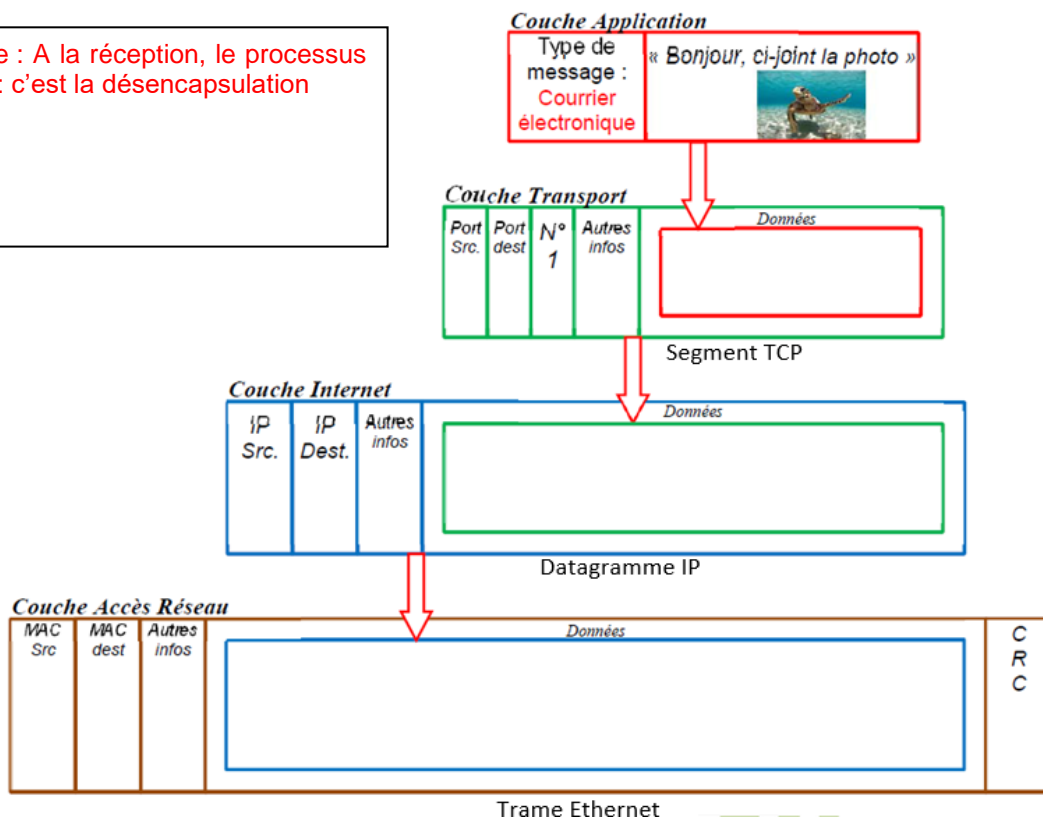 e : A la réception, le processus
: c'est la désencapsulation
Couche Application
Type de
message :
Courrier
électronique
« Bonjour, ci-joint la photo »
Couche Transport
Port
Src.
Port
dest
N°
1
Autres
infos
Données
Segment TCP
Couche Internet
IP
Src.
IP
Dest.
Autres
infos
Données
Datagramme IP
Couche Accès Réseau
MAC
Src
MAC
dest
Autres
infos
Données
C
R
C
Trame Ethernet